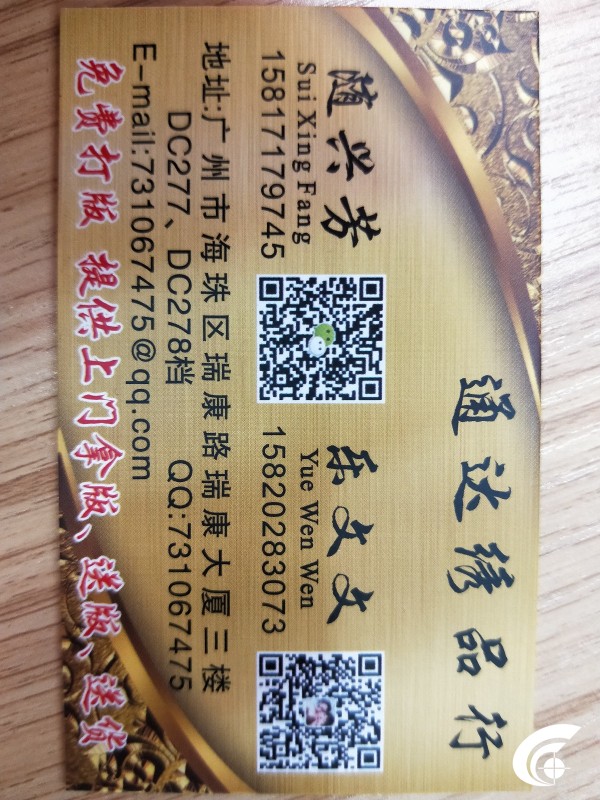 通达绣品行
随兴芳
Sui Xing Fang
15817179745
乐文文
Yue Wen Wen
15820283073
地址:广州市海珠区瑞康路瑞康大厦三楼
DC277、DC278档 QQ:731067475
E-mail:731067475@qq.com
免费打版 提供上门拿版、送版、送货